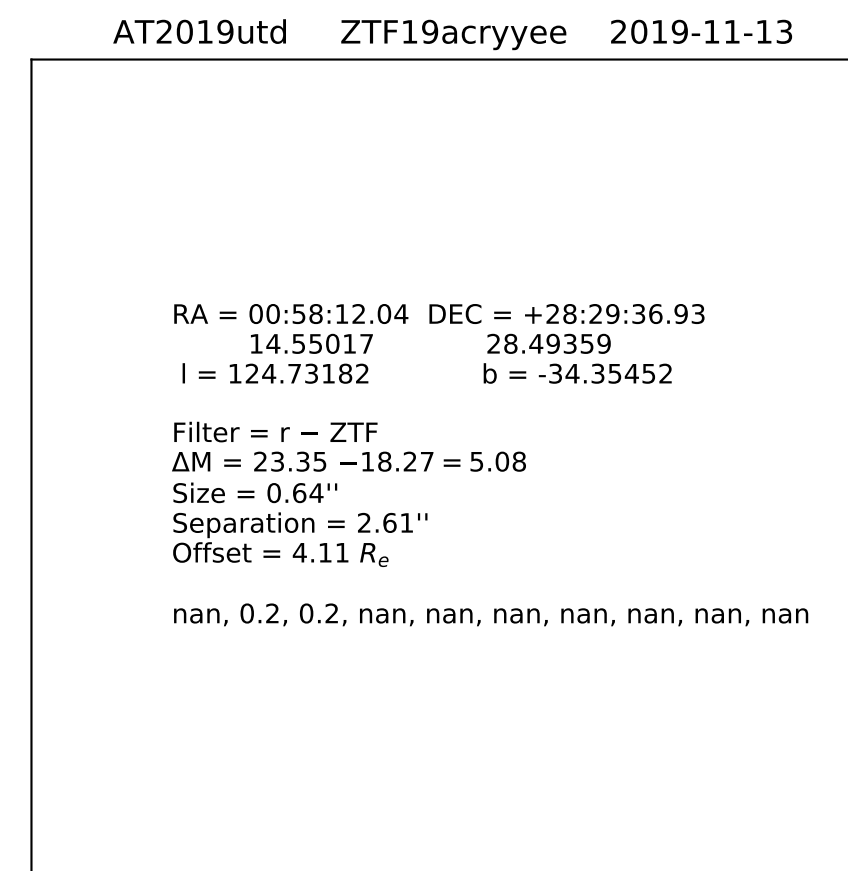 AT2019utd ZTF19acryyee 2019-11-13
RA = 00:58:12.04 DEC = +28:29:36.93
14.55017 28.49359
l = 124.73182 b = -34.35452
Filter = r − ZTF
ΔM = 23.35 −18.27 = 5.08
Size = 0.64''
Separation = 2.61''
Offset = 4.11 Re
nan, 0.2, 0.2, nan, nan, nan, nan, nan, nan, nan